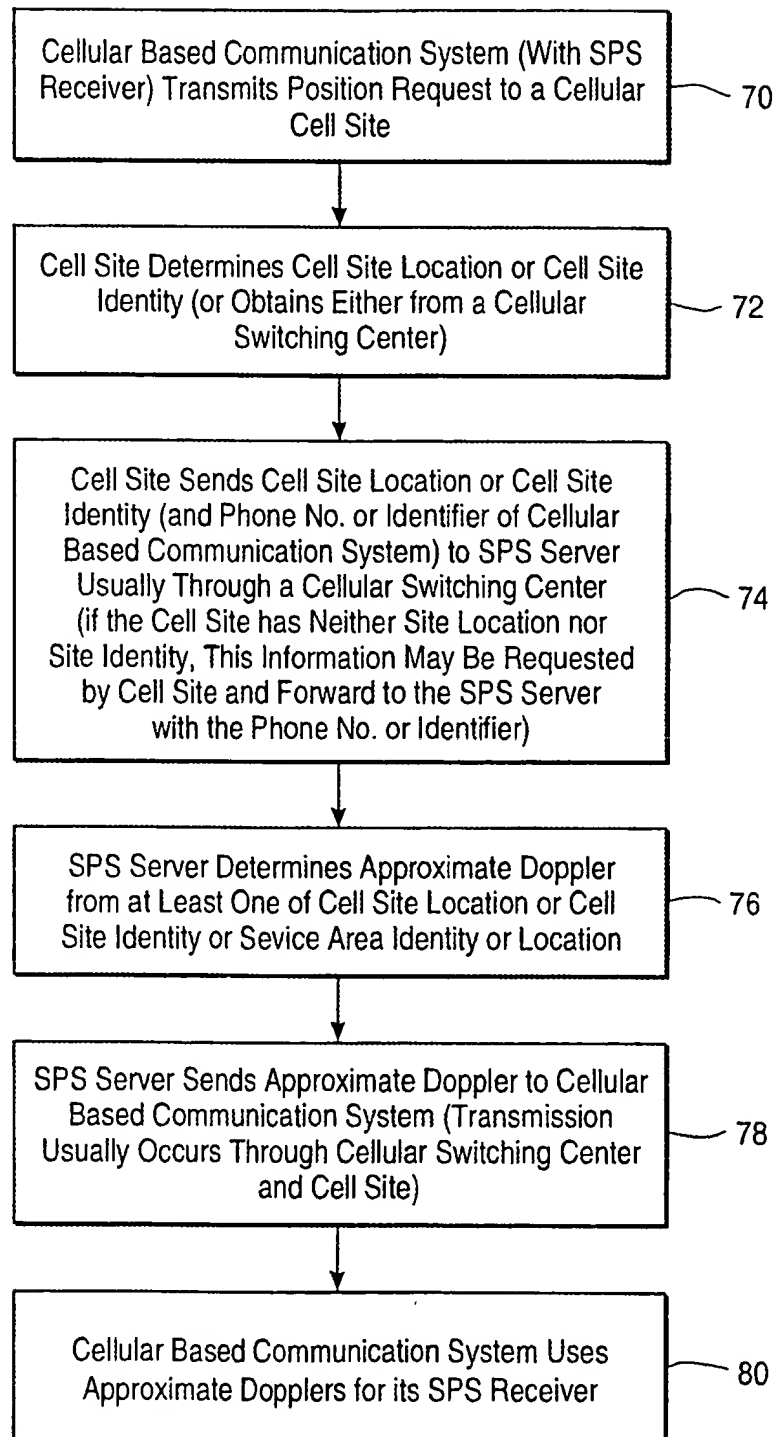 Cellular Based Communication System (With SPS
Receiver) Transmits Position Request to a Cellular
Cell Site
70
Cell Site Determines Cell Site Location or Cell Site
Identity (or Obtains Either from a Cellular
Switching Center)
72
Cell Site Sends Cell Site Location or Cell Site
Identity (and Phone No. or Identifier of Cellular
Based Communication System) to SPS Server
Usually Through a Cellular Switching Center
(if the Cell Site has Neither Site Location nor
Site Identity, This Information May Be Requested
by Cell Site and Forward to the SPS Server
with the Phone No. or Identifier)
74
SPS Server Determines Approximate Doppler
from at Least One of Cell Site Location or Cell
Site Identity or Sevice Area Identity or Location
76
SPS Server Sends Approximate Doppler to Cellular
Based Communication System (Transmission
Usually Occurs Through Cellular Switching Center
and Cell Site)
78
Cellular Based Communication System Uses
Approximate Dopplers for its SPS Receiver
80